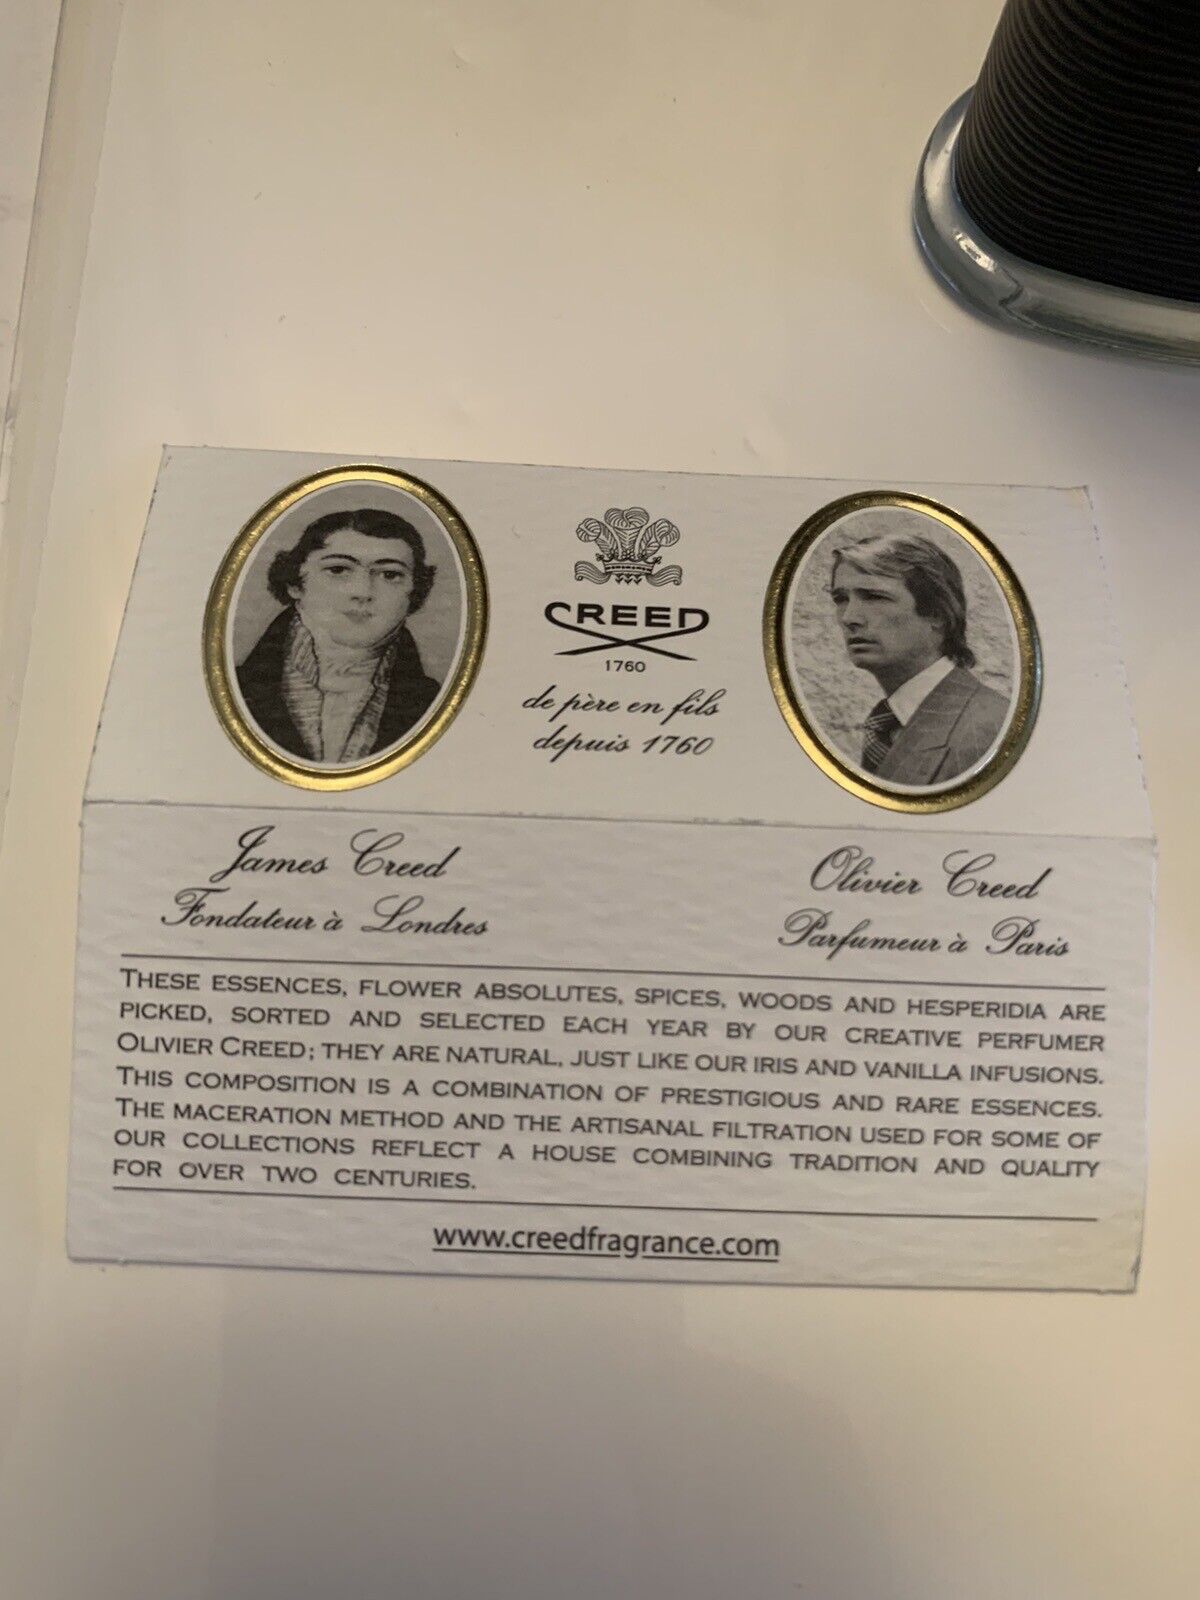 CREED
1760
de père en fils
depuis 1760
James Creed
Fondateur à Londres
Olivier Creed
Parfumeur à Paris
THESE ESSENCES, FLOWER ABSOLUTES, SPICES, WOODS AND HESPERIDIA ARE
PICKED, SORTED AND SELECTED EACH YEAR BY OUR CREATIVE PERFUMER
OLIVIER CREED; THEY ARE NATURAL, JUST LIKE OUR IRIS AND VANILLA INFUSIONS.
THIS COMPOSITION IS A COMBINATION OF PRESTIGIOUS AND RARE ESSENCES.
THE MACERATION METHOD AND THE ARTISANAL FILTRATION USED FOR SOME OF
OUR COLLECTIONS REFLECT A HOUSE COMBINING TRADITION AND QUALITY
FOR OVER TWO CENTURIES.
www.creedfragrance.com